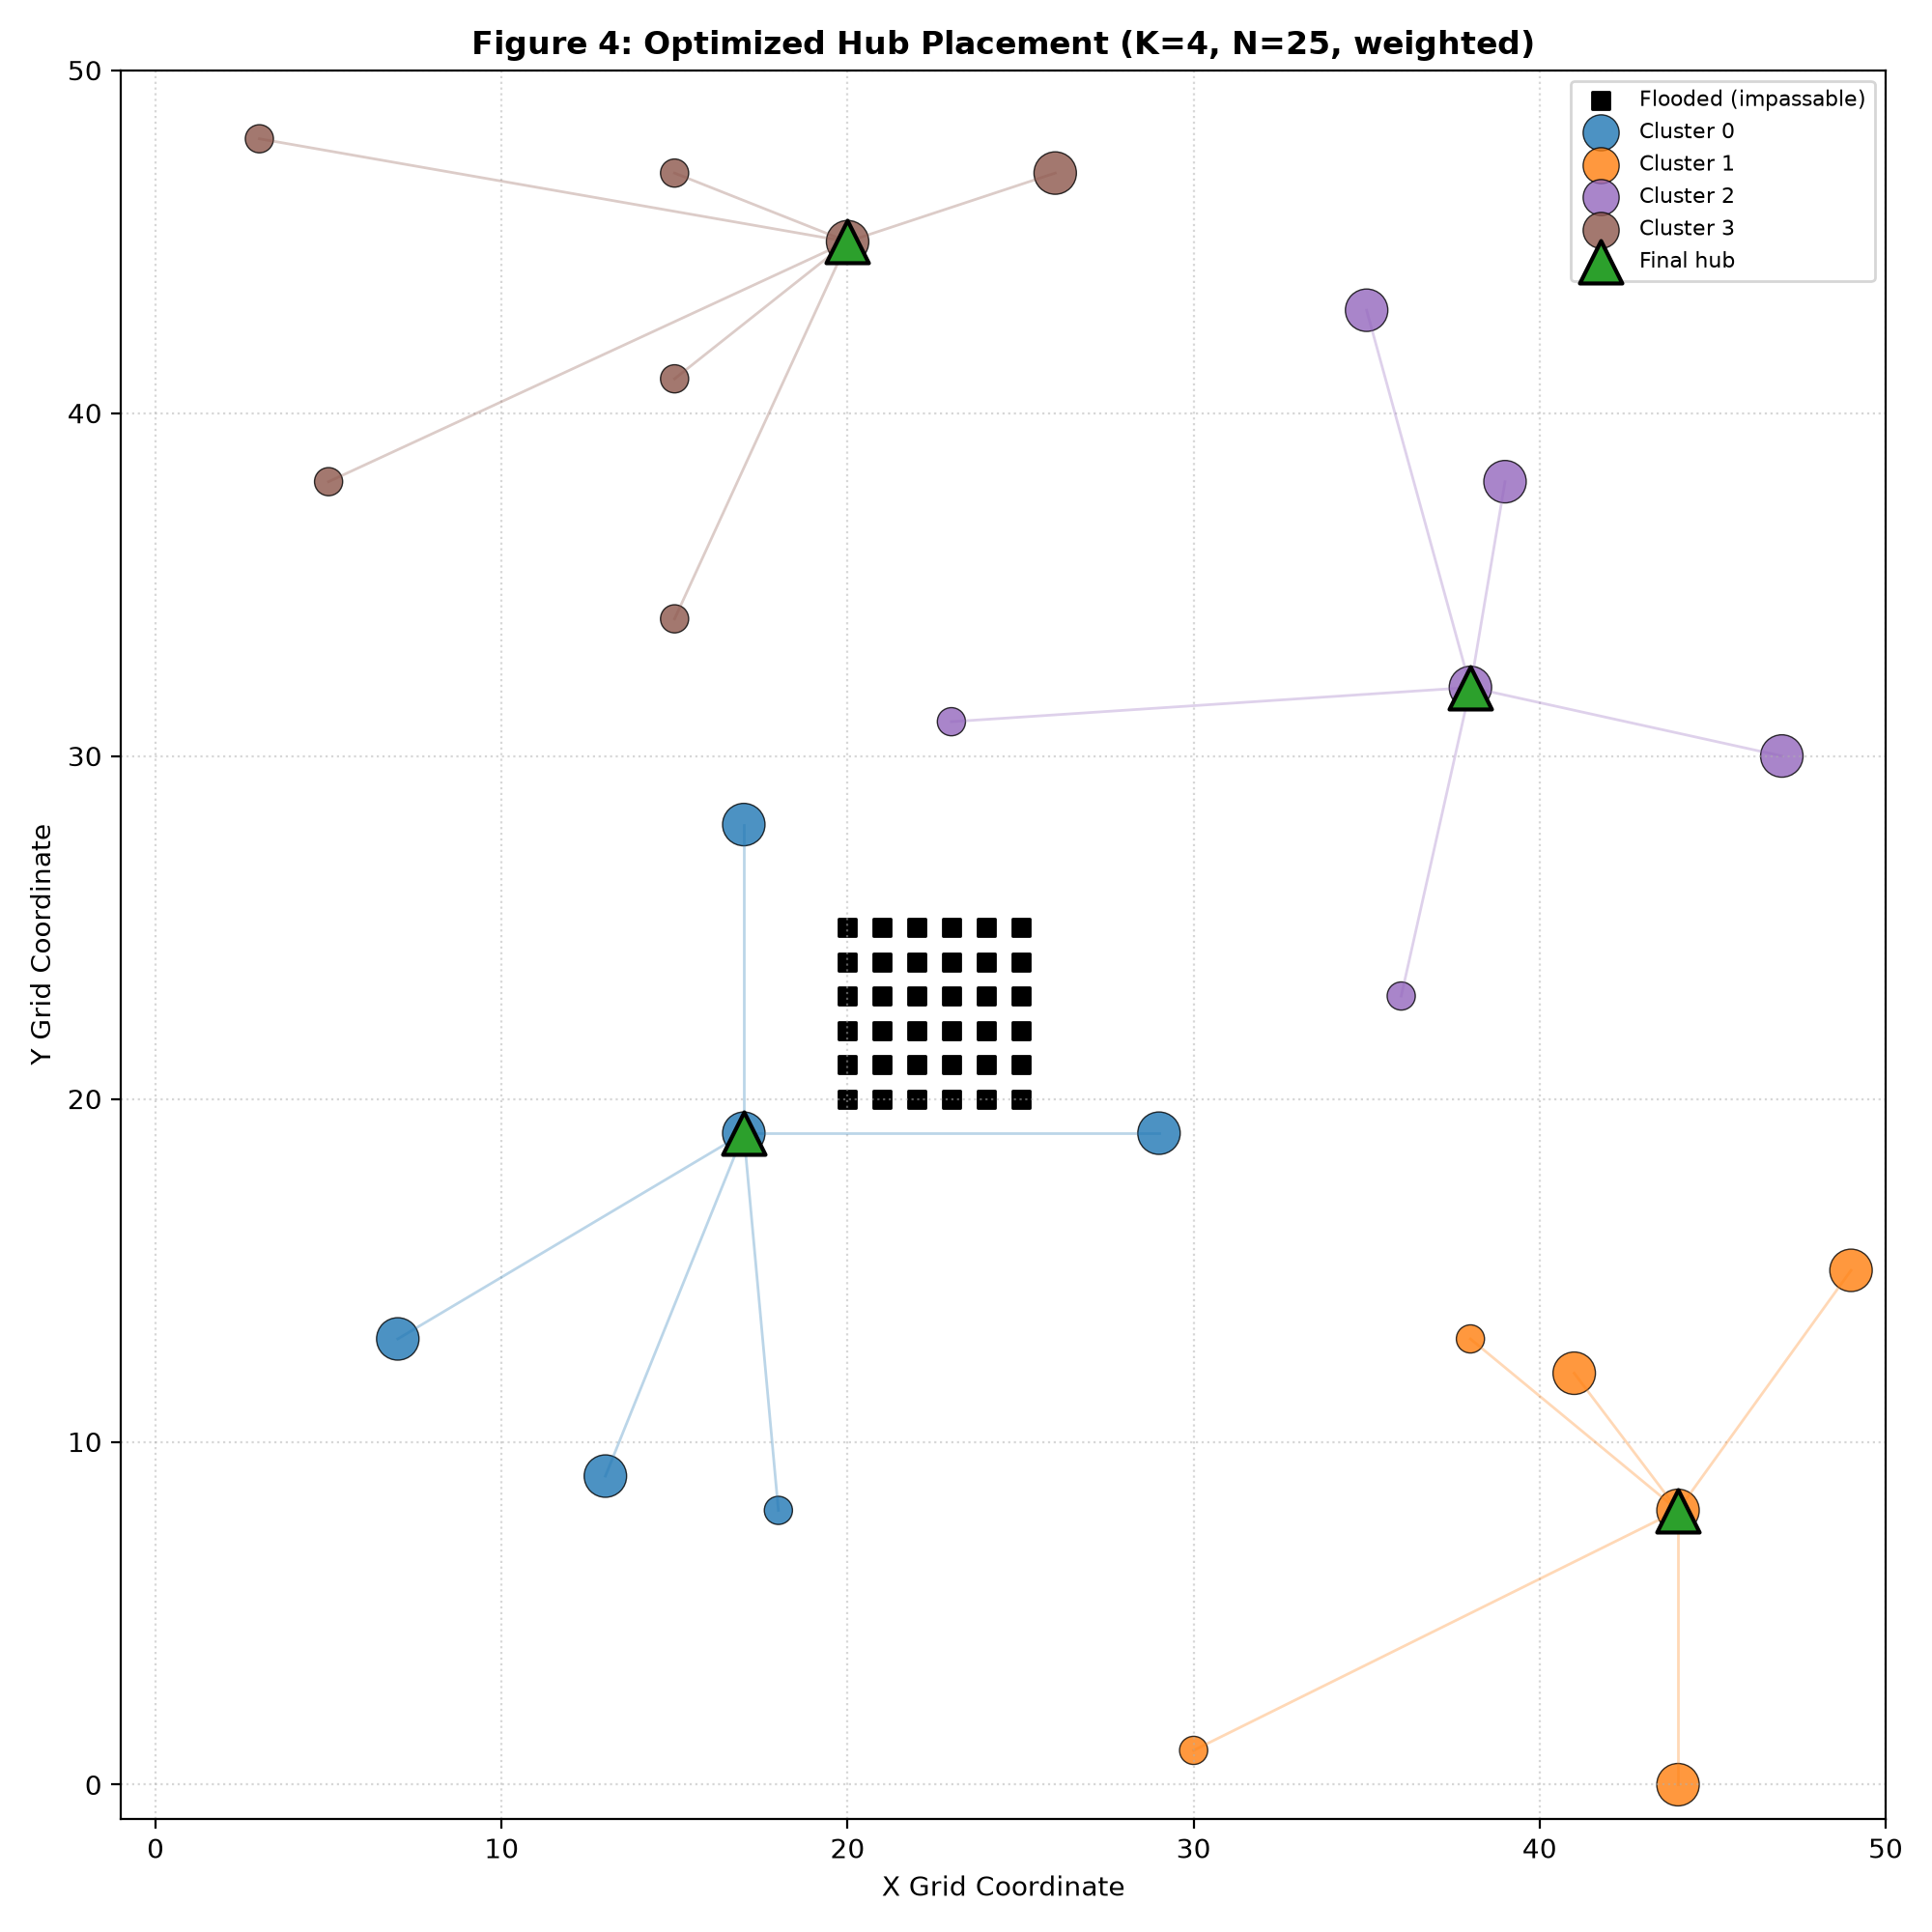 Figure 4: Optimized Hub Placement (K=4, N=25, weighted)
Flooded (impassable)
Cluster 0
Cluster 1
Cluster 2
Cluster 3
Final hub
Y Grid Coordinate
50
40
30
20
10
0
0 10 20 30 40 50
X Grid Coordinate